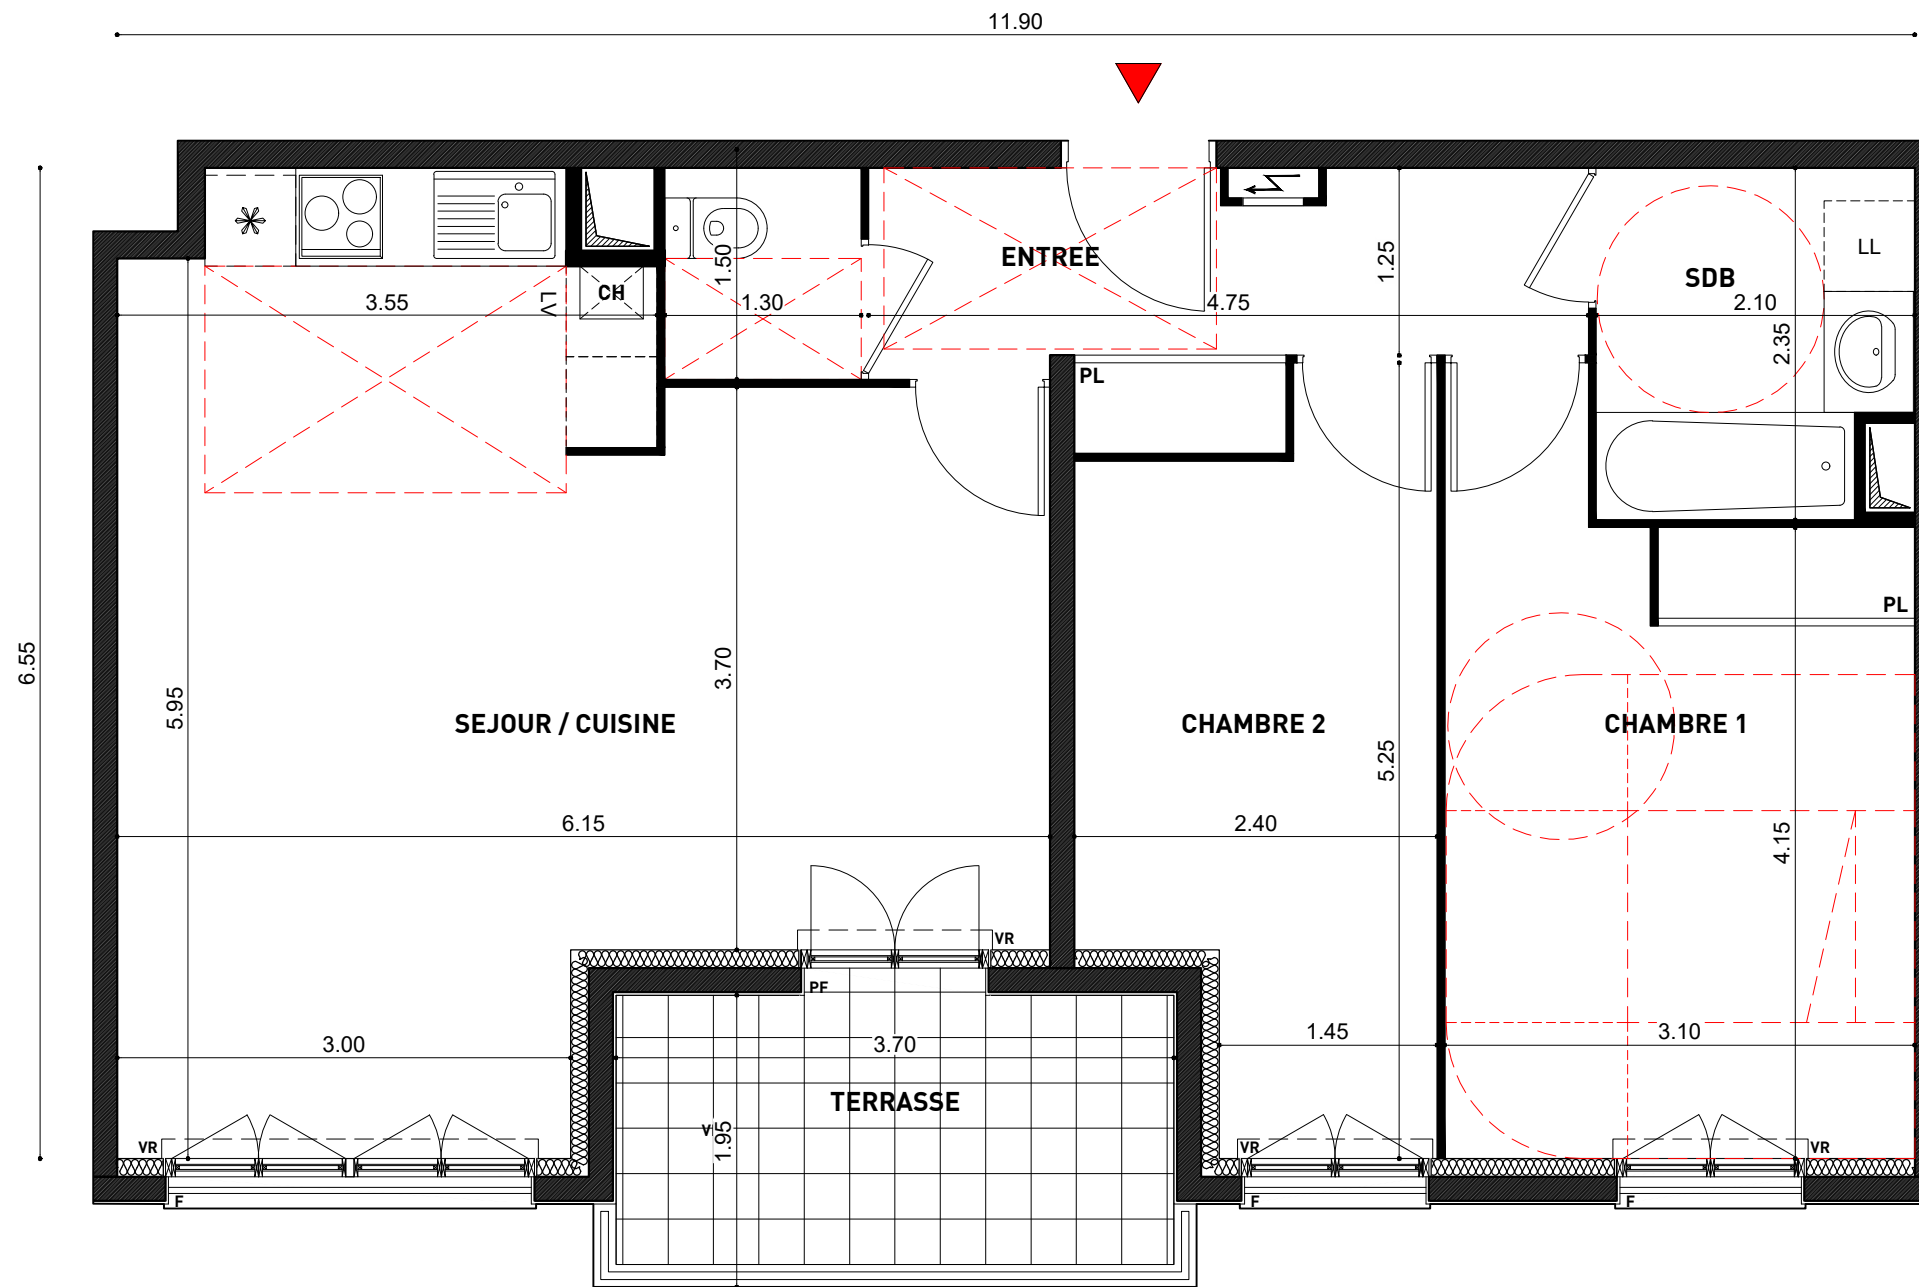 11.90
ENTREE
1.50
1.25
SDB
LL
CH
LV
3.55
1.30
4.75
2.10
2.35
PL
PL
6.55
5.95
3.70
SEJOUR / CUISINE
CHAMBRE 2
CHAMBRE 1
5.25
6.15
2.40
4.15
VR
PF
3.00
3.70
1.45
3.10
TERRASSE
V
1.95
VR
VR
VR
F
F
F